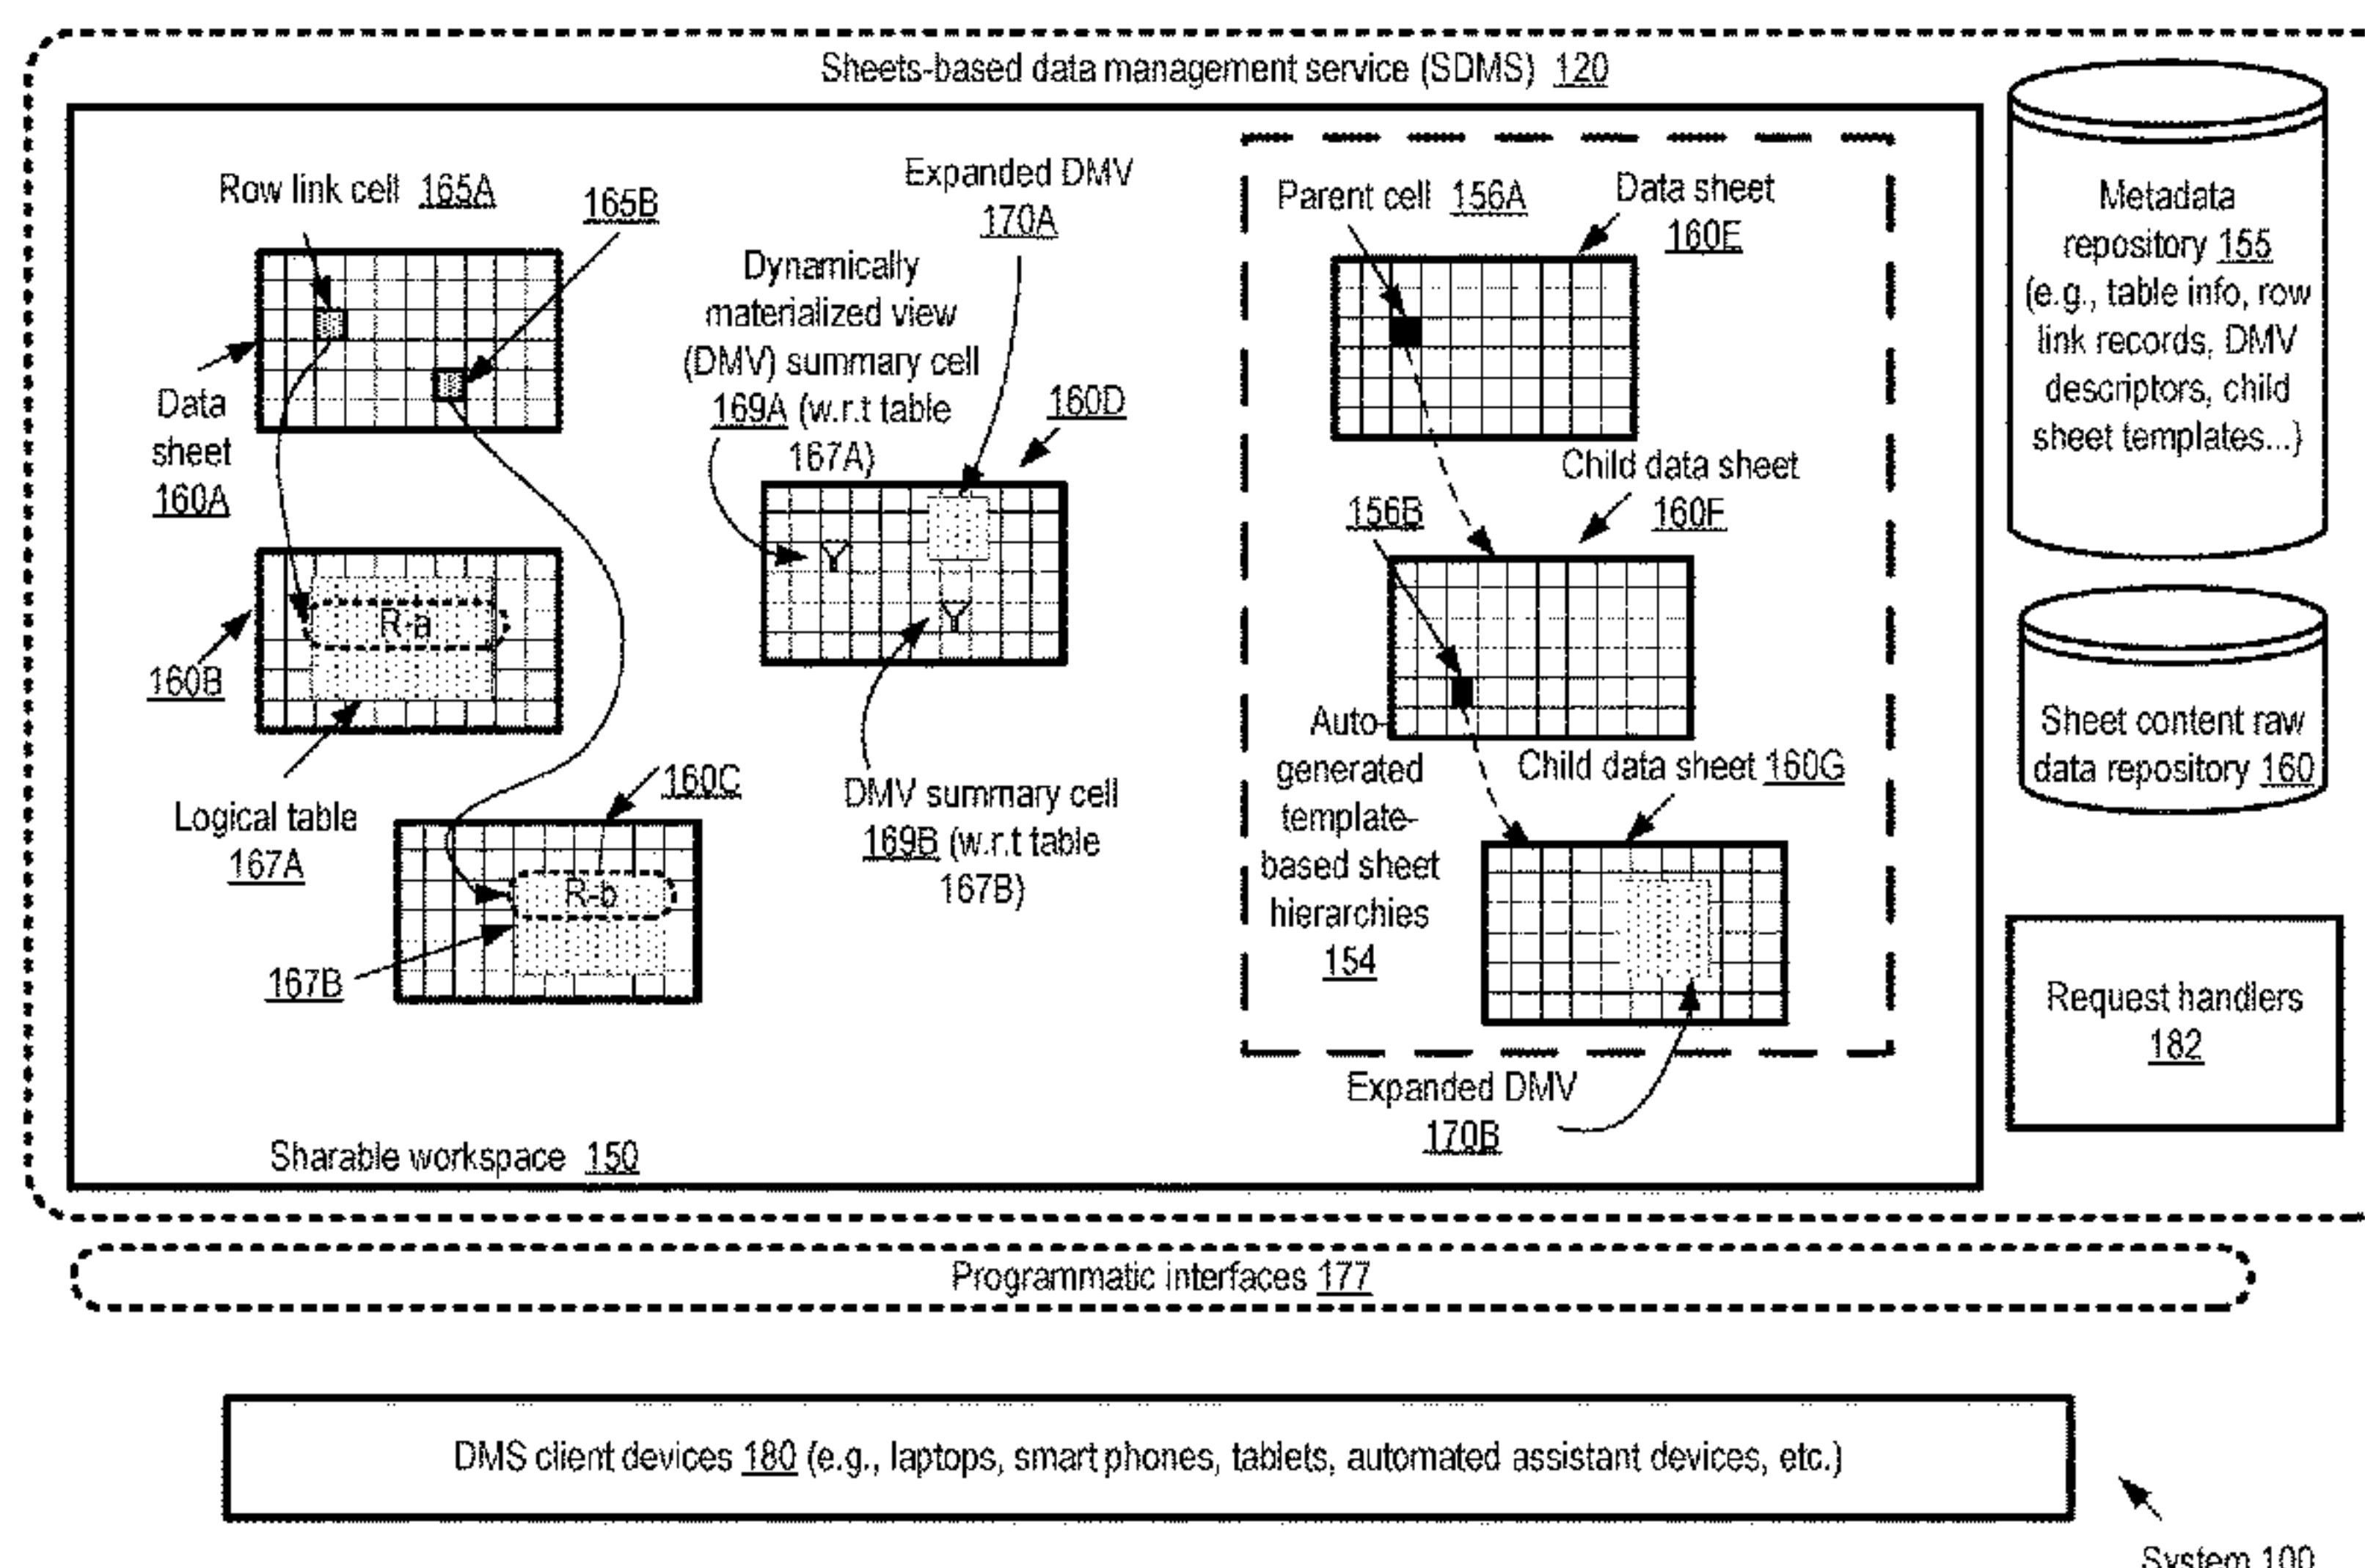 Sheets-based data management service (SDMS) 120
Row link cell 165A
165B
Data
sheet
160A
160B
R-a
Logical table
167A
160C
R-b
167B
Expanded DMV
170A
Dynamically
materialized view
(DMV) summary cell
169A (w.r.t table
167A)
160D
DMV summary cell
169B (w.r.t table
167B)
Parent cell 156A
Data sheet
160E
Child data sheet
160F
156B
Auto-
generated
template-
based sheet
hierarchies
154
Child data sheet 160G
Expanded DMV
170B
Sharable workspace 150
Metadata
repository 155
(e.g., table info, row
link records, DMV
descriptors, child
sheet templates...)
Sheet content raw
data repository 160
Request handlers
182
Programmatic interfaces 177
DMS client devices 180 (e.g., laptops, smart phones, tablets, automated assistant devices, etc.)
System 100